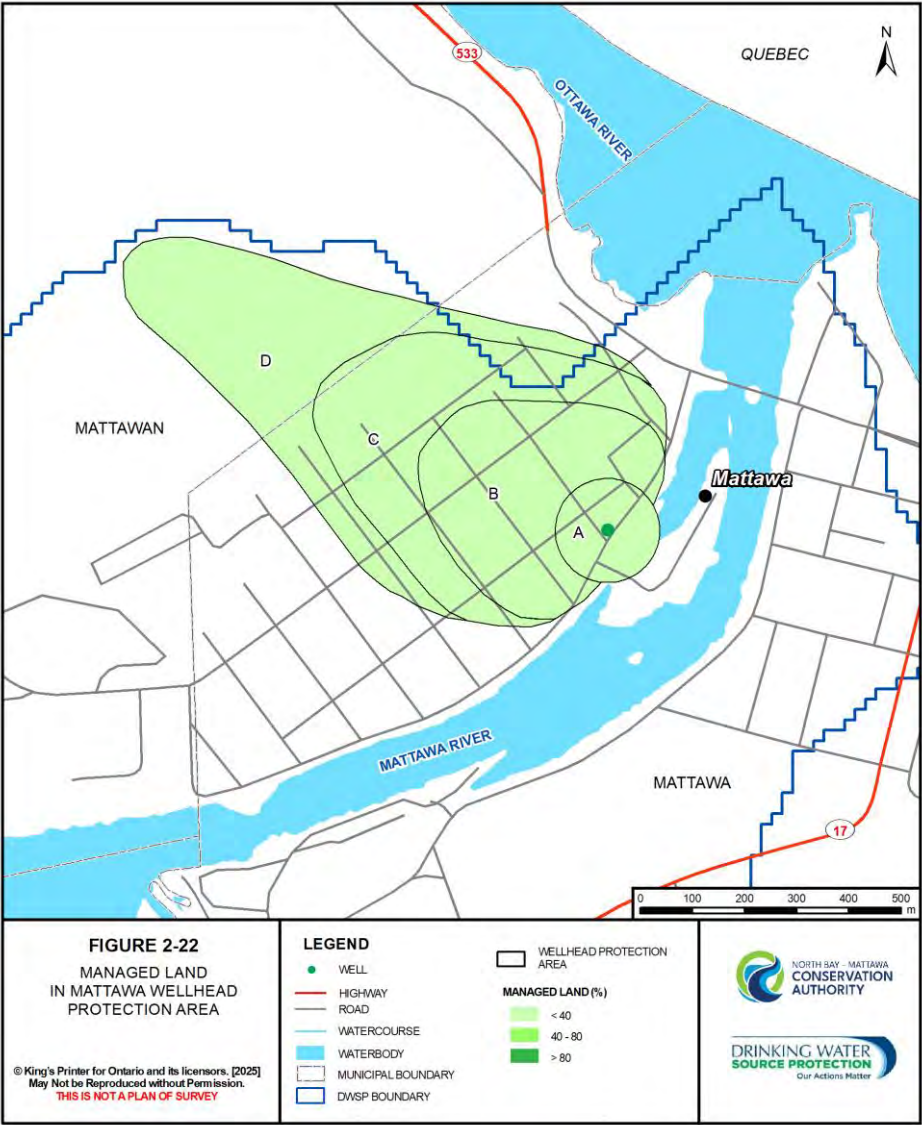 N
QUEBEC
533
OTTAWA RIVER
D
MATTAWAN
C
B
A
Mattawa
MATTAWA RIVER
MATTAWA
17
0 100 200 300 400 500
m
FIGURE 2-22
MANAGED LAND
IN MATTAWA WELLHEAD
PROTECTION AREA
© King's Printer for Ontario and its licensors. [2025]
May Not be Reproduced without Permission.
THIS IS NOT A PLAN OF SURVEY
LEGEND
WELL
HIGHWAY
ROAD
WATERCOURSE
WATERBODY
MUNICIPAL BOUNDARY
DWSP BOUNDARY
WELLHEAD PROTECTION
AREA
MANAGED LAND (%)
< 40
40 - 80
> 80
NORTH BAY - MATTAWA
CONSERVATION
AUTHORITY
DRINKING WATER
SOURCE PROTECTION
Our Actions Matter